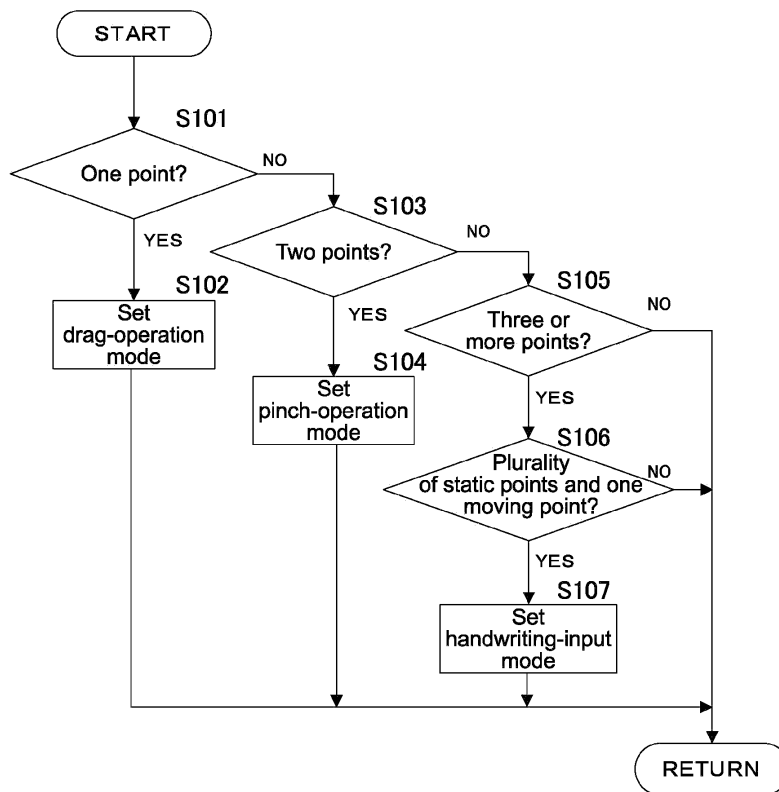 START
S101
One point?
NO
YES
S103
Two points?
NO
YES
S102
Set
drag-operation
mode
S105
Three or
more points?
NO
YES
S104
Set
pinch-operation
mode
S106
Plurality
of static points and one
moving point?
NO
YES
S107
Set
handwriting-input
mode
RETURN